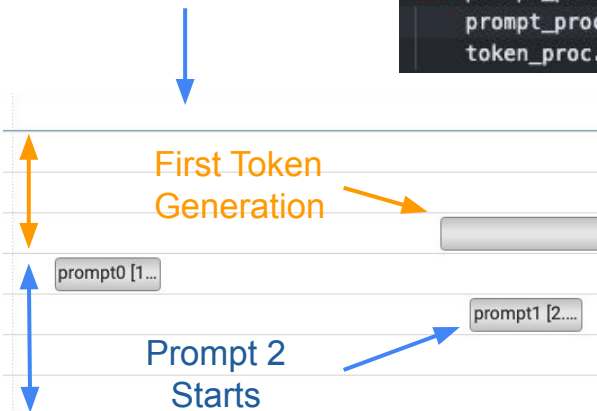 prompt_proc
token_proc.
First Token
Generation
prompt0 [1...
prompt1 [2....
Prompt 2
Starts